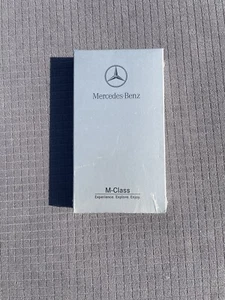 Mercedes-Benz
M-Class
Experience. Explore. Enjoy.